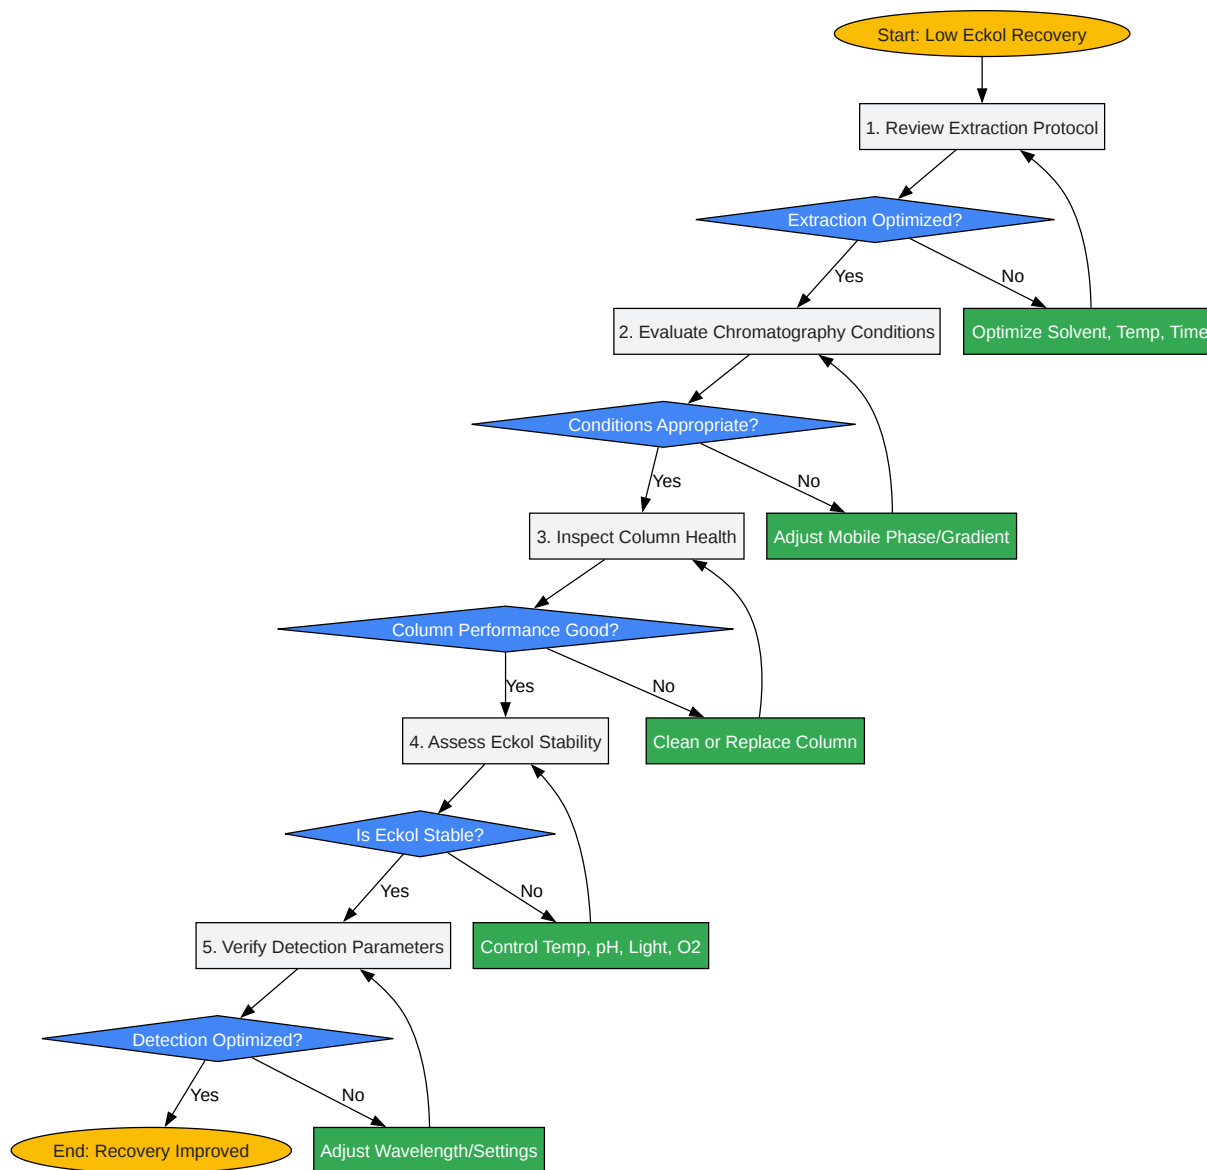 Start: Low Eckol Recovery
1. Review Extraction Protocol
Extraction Optimized?
Yes
No
2. Evaluate Chromatography Conditions
Optimize Solvent, Temp, Time
Conditions Appropriate?
Yes
No
3. Inspect Column Health
Adjust Mobile Phase/Gradient
Column Performance Good?
Yes
No
4. Assess Eckol Stability
Clean or Replace Column
Is Eckol Stable?
Yes
No
5. Verify Detection Parameters
Control Temp, pH, Light, O2
Detection Optimized?
Yes
No
End: Recovery Improved
Adjust Wavelength/Settings